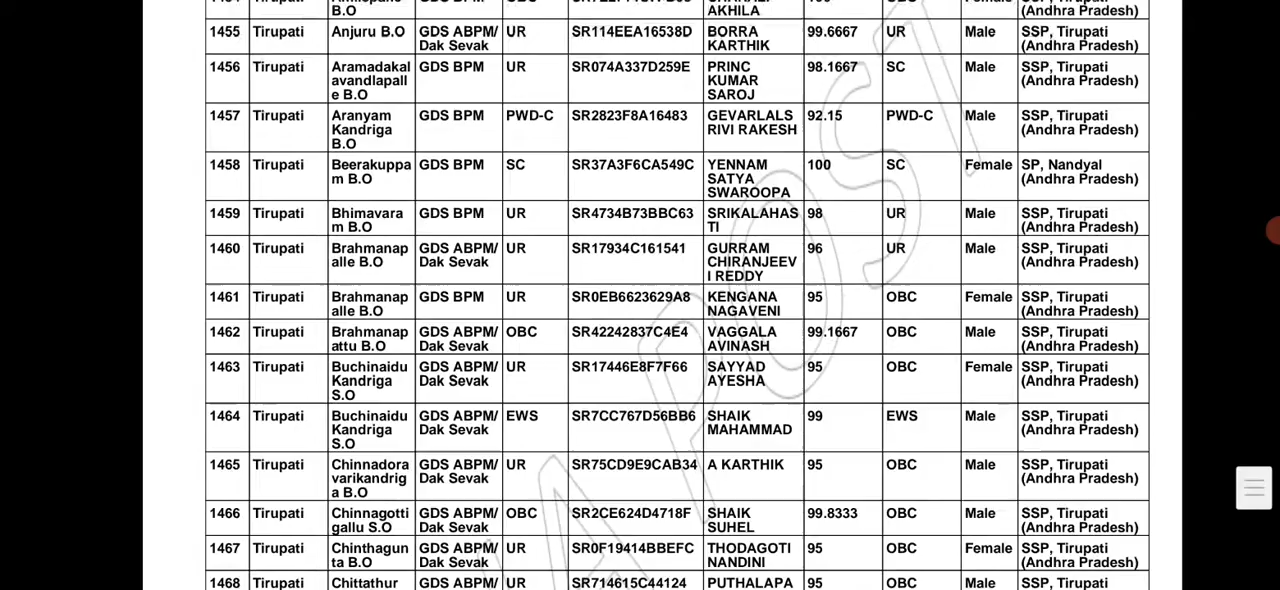 B.O AKHILA (Andhra Pradesh)
1455 Tirupati Anjuru B.O GDS ABPM/ UR SR114EEA16538D BORRA 99.6667 UR Male SSP, Tirupati
Dak Sevak KARTHIK (Andhra Pradesh)
1456 Tirupati Aramadakal GDS BPM UR SR074A337D259E PRINC 98.1667 SC Male SSP, Tirupati
avandlapall KUMAR (Andhra Pradesh)
e B.O SAROJ
1457 Tirupati Aranyam GDS BPM PWD-C SR2823F8A16483 GEVARLALS 92.15 PWD-C Male SSP, Tirupati
Kandriga RIVI RAKESH (Andhra Pradesh)
B.O
1458 Tirupati Beerakuppa GDS BPM SC SR37A3F6CA549C YENNAM 100 SC Female SP, Nandyal
m B.O SATYA (Andhra Pradesh)
SWAROOPA
1459 Tirupati Bhimavara GDS BPM UR SR4734B73BBC63 SRIKALAHAS 98 UR Male SSP, Tirupati
m B.O TI (Andhra Pradesh)
1460 Tirupati Brahmanap GDS ABPM/ UR SR17934C161541 GURRAM 96 UR Male SSP, Tirupati
alle B.O Dak Sevak CHIRANJEEV (Andhra Pradesh)
I REDDY
1461 Tirupati Brahmanap GDS BPM UR SR0EB6623629A8 KENGANA 95 OBC Female SSP, Tirupati
alle B.O NAGAVENI (Andhra Pradesh)
1462 Tirupati Brahmanap GDS ABPM/ OBC SR42242837C4E4 VAGGALA 99.1667 OBC Male SSP, Tirupati
attu B.O Dak Sevak AVINASH (Andhra Pradesh)
1463 Tirupati Buchinaidu GDS ABPM/ UR SR17446E8F7F66 SAYYAD 95 OBC Female SSP, Tirupati
Kandriga Dak Sevak AYESHA (Andhra Pradesh)
S.O
1464 Tirupati Buchinaidu GDS ABPM/ EWS SR7CC767D56BB6 SHAIK 99 EWS Male SSP, Tirupati
Kandriga Dak Sevak MAHAMMAD (Andhra Pradesh)
S.O
1465 Tirupati Chinnadora GDS ABPM/ UR SR75CD9E9CAB34 A KARTHIK 95 OBC Male SSP, Tirupati
varikandrig Dak Sevak (Andhra Pradesh)
a B.O
1466 Tirupati Chinnagotti GDS ABPM/ OBC SR2CE624D4718F SHAIK 99.8333 OBC Male SSP, Tirupati
gallu S.O Dak Sevak SUHEL (Andhra Pradesh)
1467 Tirupati Chinthagun GDS ABPM/ UR SR0F19414BBEFC THODAGOTI 95 OBC Female SSP, Tirupati
ta B.O Dak Sevak NANDINI (Andhra Pradesh)
1468 Tirupati Chittathur GDS ABPM/ UR SR714615C44124 PUTHALAPA 95 OBC Male SSP, Tirupati